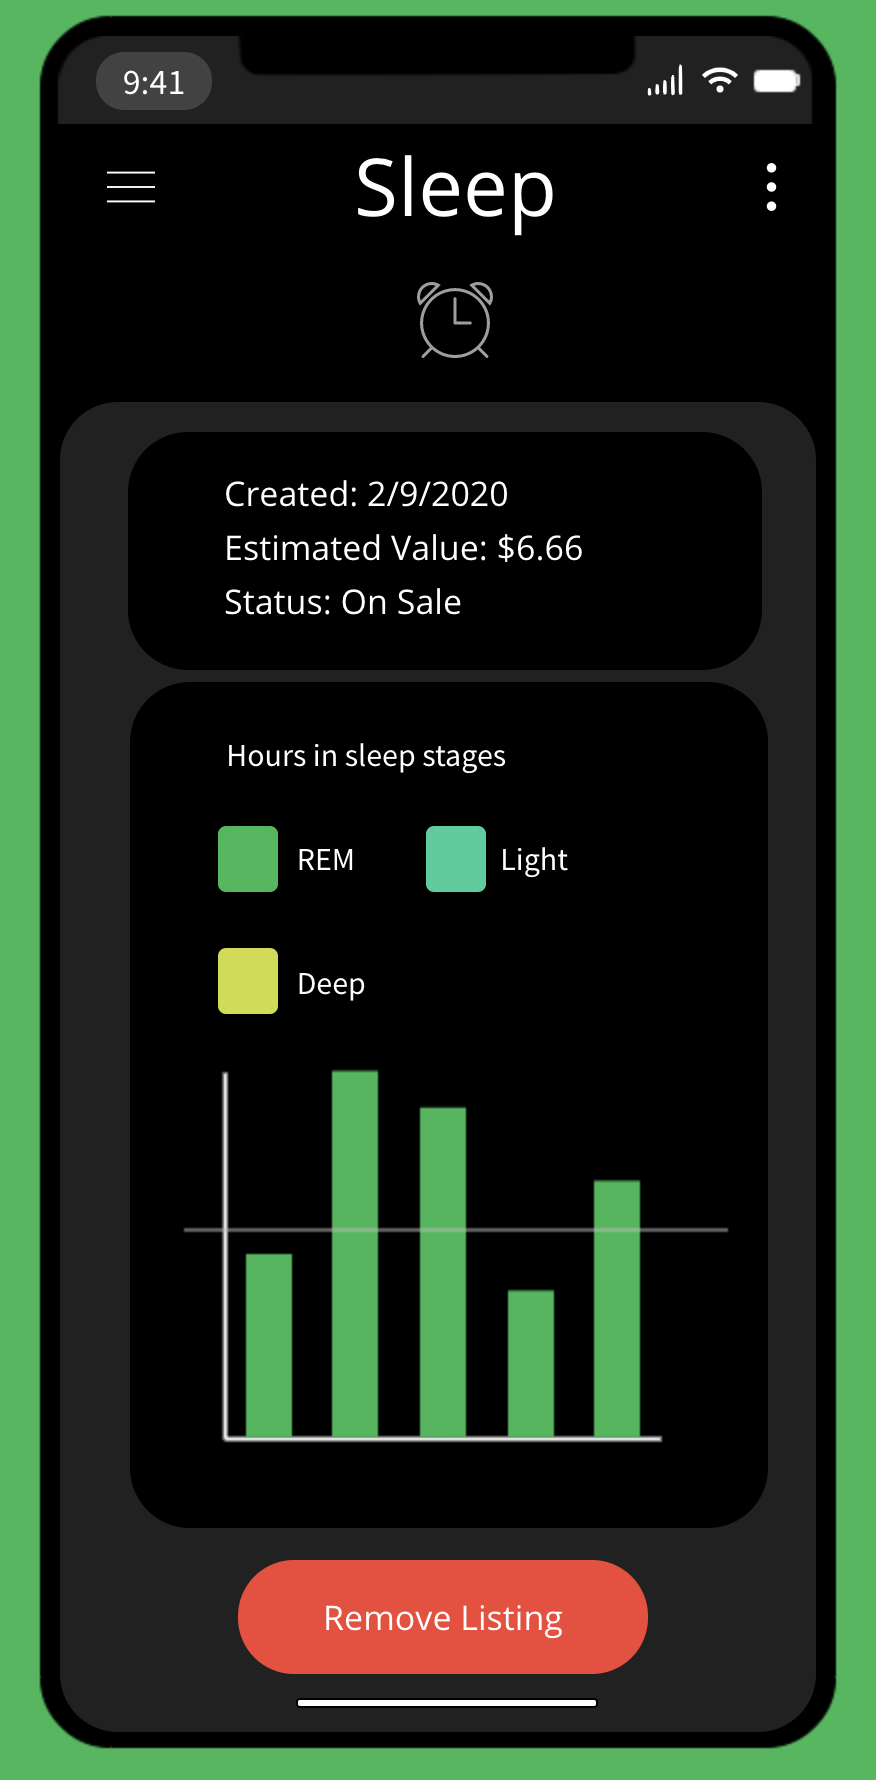 9:41
Sleep
Created: 2/9/2020
Estimated Value: $6.66
Status: On Sale
Hours in sleep stages
REM
Light
Deep
Remove Listing